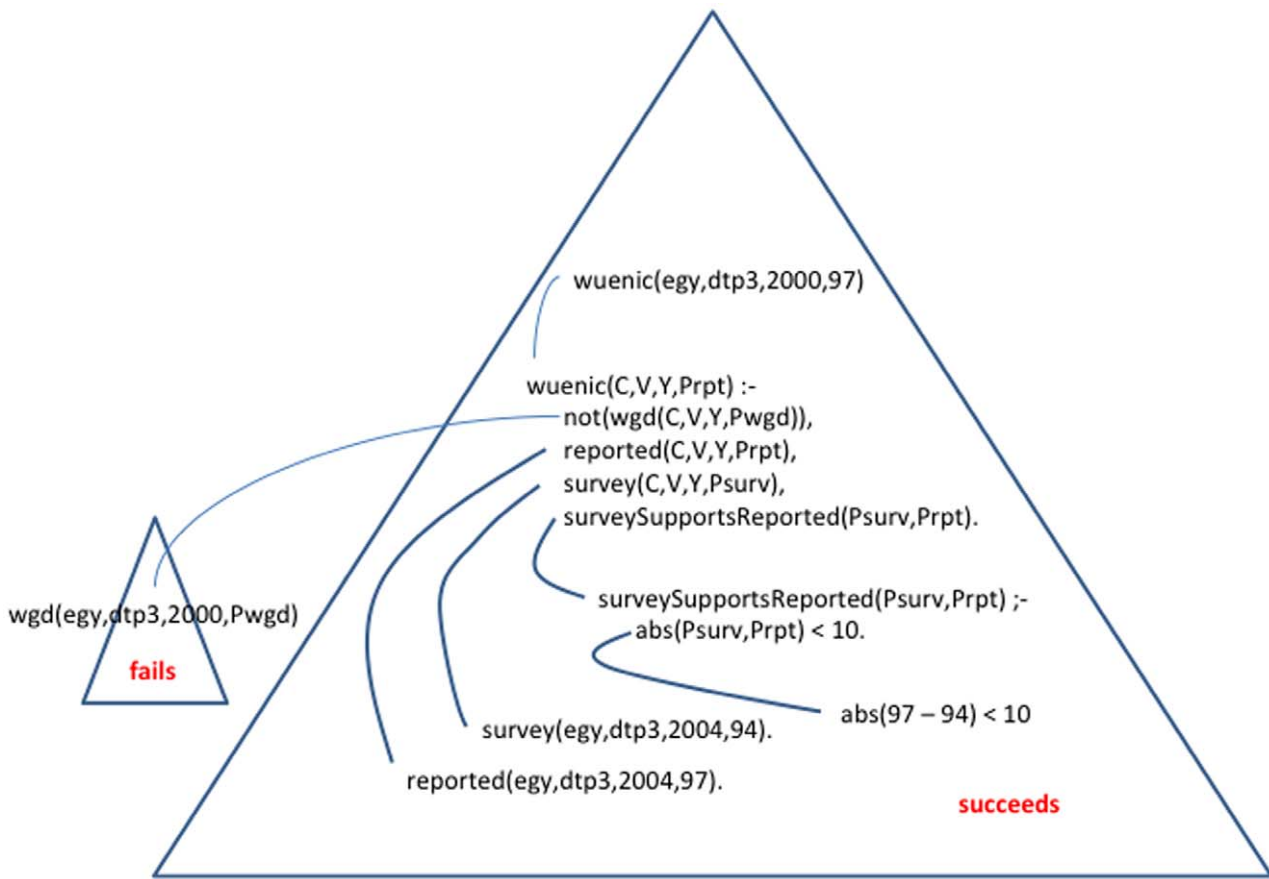 wuenic(egy,dtp3,2000,97)
wuenic(C,V,Y,Prpt) :-
not(wgd(C,V,Y,Pwgd)),
reported(C,V,Y,Prpt),
survey(C,V,Y,Psurv),
surveySupportsReported(Psurv,Prpt).
wgd(egy,dtp3,2000,Pwgd)
fails
surveySupportsReported(Psurv,Prpt) ;-
abs(Psurv,Prpt) < 10.
abs(97 – 94) < 10
survey(egy,dtp3,2004,94).
reported(egy,dtp3,2004,97).
succeeds